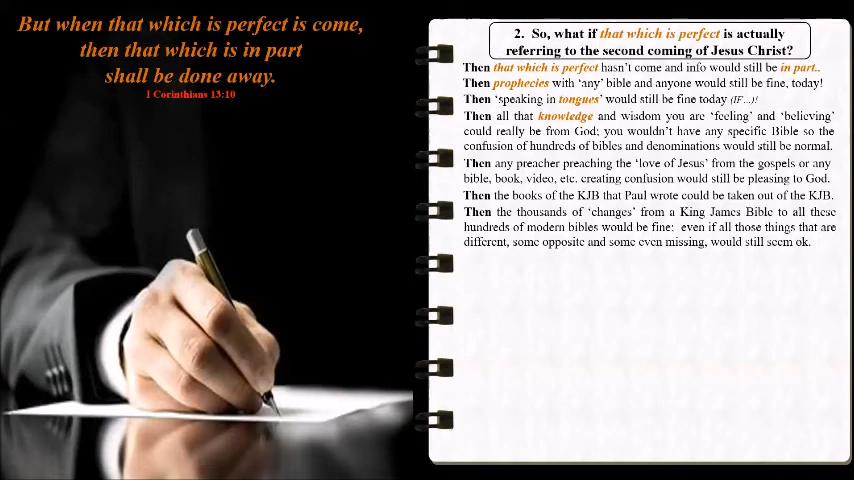 But when that which is perfect is come,
then that which is in part
shall be done away.
I Corinthians 13:10
2. So, what if that which is perfect is actually
referring to the second coming of Jesus Christ?
Then that which is perfect hasn't come and info would still be in part..
Then prophecies with 'any' bible and anyone would still be fine, today!
Then 'speaking in tongues' would still be fine today (IF...)!
Then all that knowledge and wisdom you are 'feeling' and 'believing'
could really be from God; you wouldn't have any specific Bible so the
confusion of hundreds of bibles and denominations would still be normal.
Then any preacher preaching the 'love of Jesus' from the gospels or any
bible, book, video, etc. creating confusion would still be pleasing to God.
Then the books of the KJB that Paul wrote could be taken out of the KJB.
Then the thousands of 'changes' from a King James Bible to all these
hundreds of modern bibles would be fine; even if all those things that are
different, some opposite and some even missing, would still seem ok.